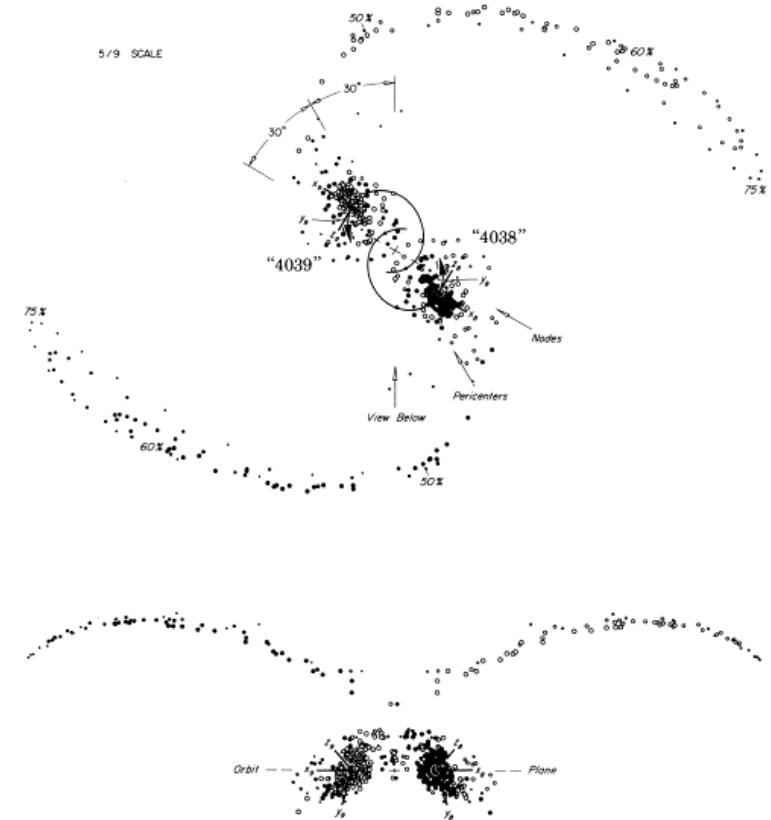 50%
5/9 SCALE
60%
30°
30°
75%
"4038"
"4039"
75%
Nodes
Pericenters
View Below
60%
50%
Orbit
Plane